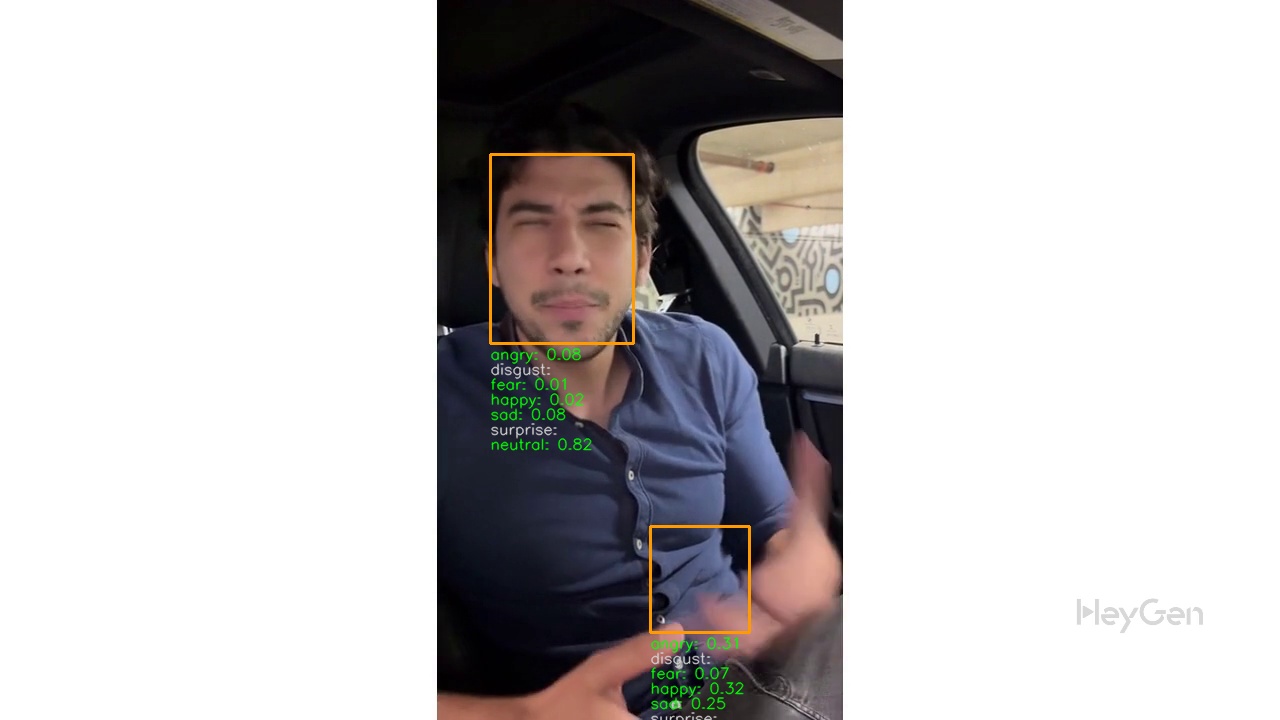 angry: 0.08
disgust:
fear: 0.01
happy: 0.02
sad: 0.08
surprise:
neutral: 0.82
HeyGen
angry: 0.31
disgust:
fear: 0.07
happy: 0.32
sad: 0.25
surprise: